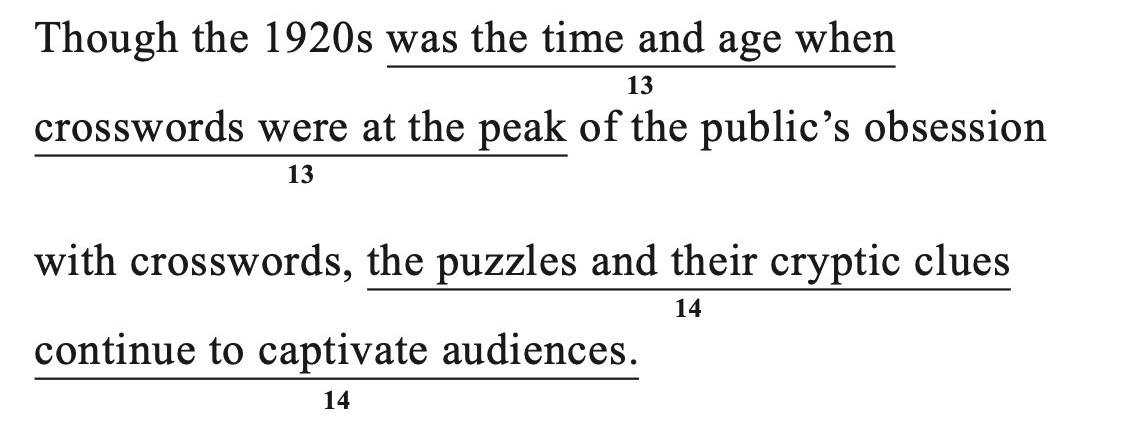 Though the 1920s was the time and age when
13
crosswords were at the peak of the public’s obsession
13
with crosswords, the puzzles and their cryptic clues
14
continue to captivate audiences.
14